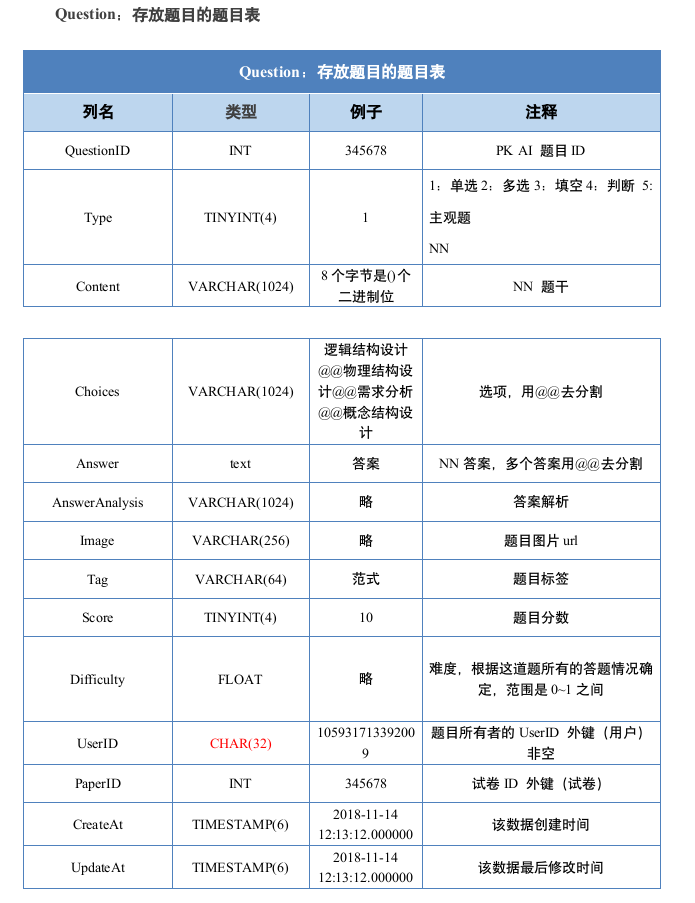 Question：存放题目的题目表
Question：存放题目的题目表
列名 类型 例子 注释
QuestionID INT 345678 PK AI 题目 ID
Type TINYINT(4) 1 1：单选 2：多选 3：填空 4：判断 5:
主观题
NN
Content VARCHAR(1024) 8 个字节是()个
二进制位 NN 题干
Choices VARCHAR(1024) 逻辑结构设计
@@物理结构设
计@@需求分析
@@概念结构设
计 选项，用@@去分割
Answer text 答案 NN 答案，多个答案用@@去分割
AnswerAnalysis VARCHAR(1024) 略 答案解析
Image VARCHAR(256) 略 题目图片 url
Tag VARCHAR(64) 范式 题目标签
Score TINYINT(4) 10 题目分数
Difficulty FLOAT 略 难度，根据这道题所有的答题情况确
定，范围是 0~1 之间
UserID CHAR(32) 10593171339200
9 题目所有者的 UserID 外键（用户）
非空
PaperID INT 345678 试卷 ID 外键（试卷）
CreateAt TIMESTAMP(6) 2018-11-14
12:13:12.000000 该数据创建时间
UpdateAt TIMESTAMP(6) 2018-11-14
12:13:12.000000 该数据最后修改时间